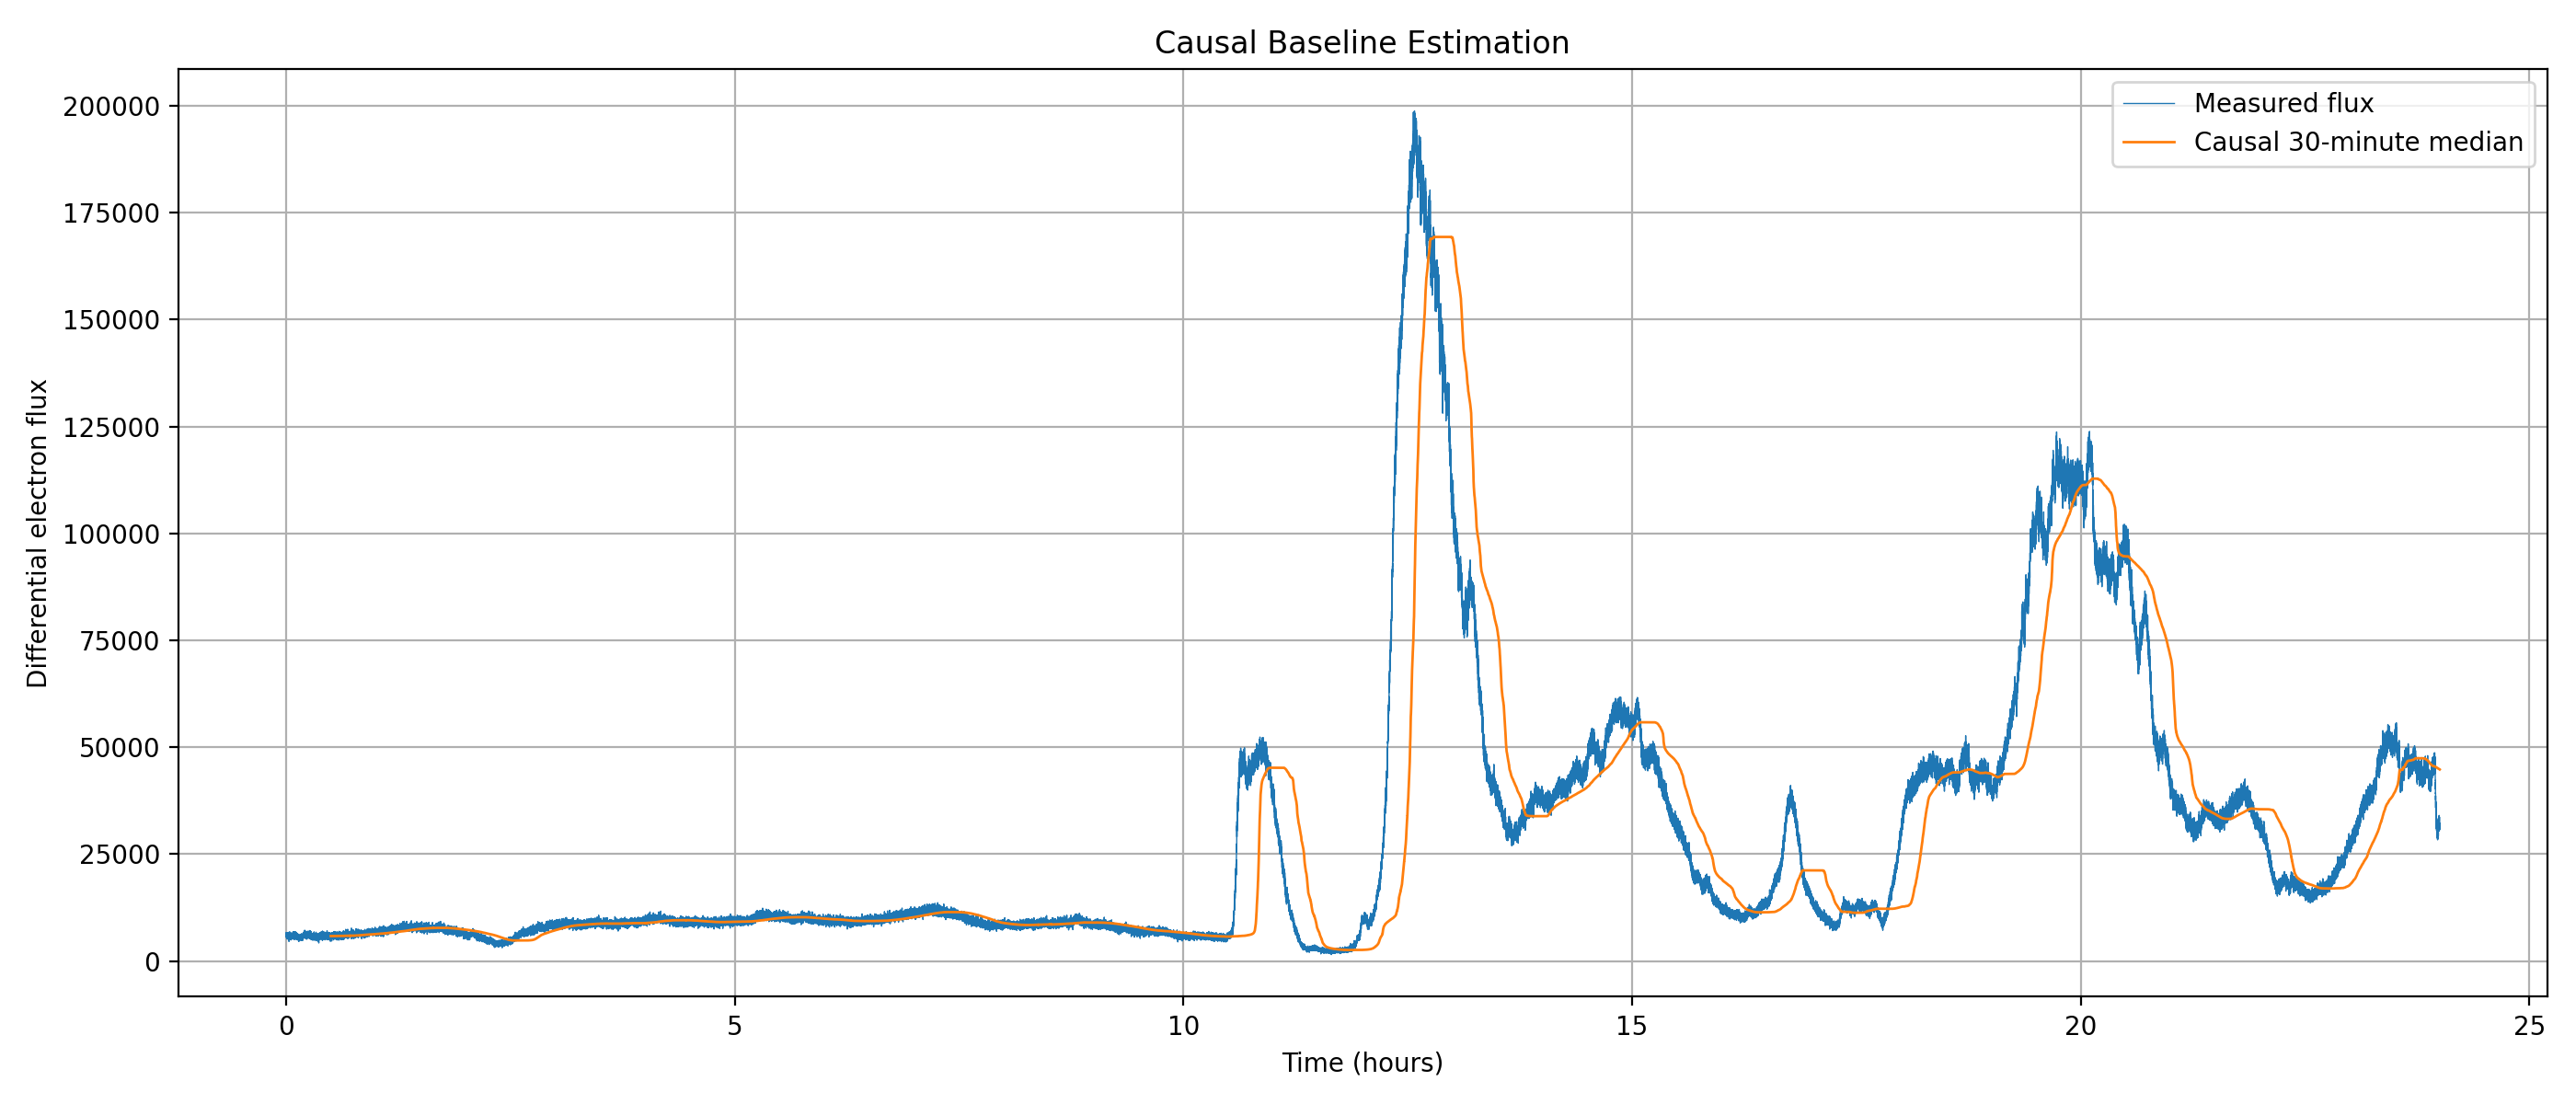 Causal Baseline Estimation
Measured flux
Causal 30-minute median
Differential electron flux
200000
175000
150000
125000
100000
75000
50000
25000
0
0 5 10 15 20 25
Time (hours)